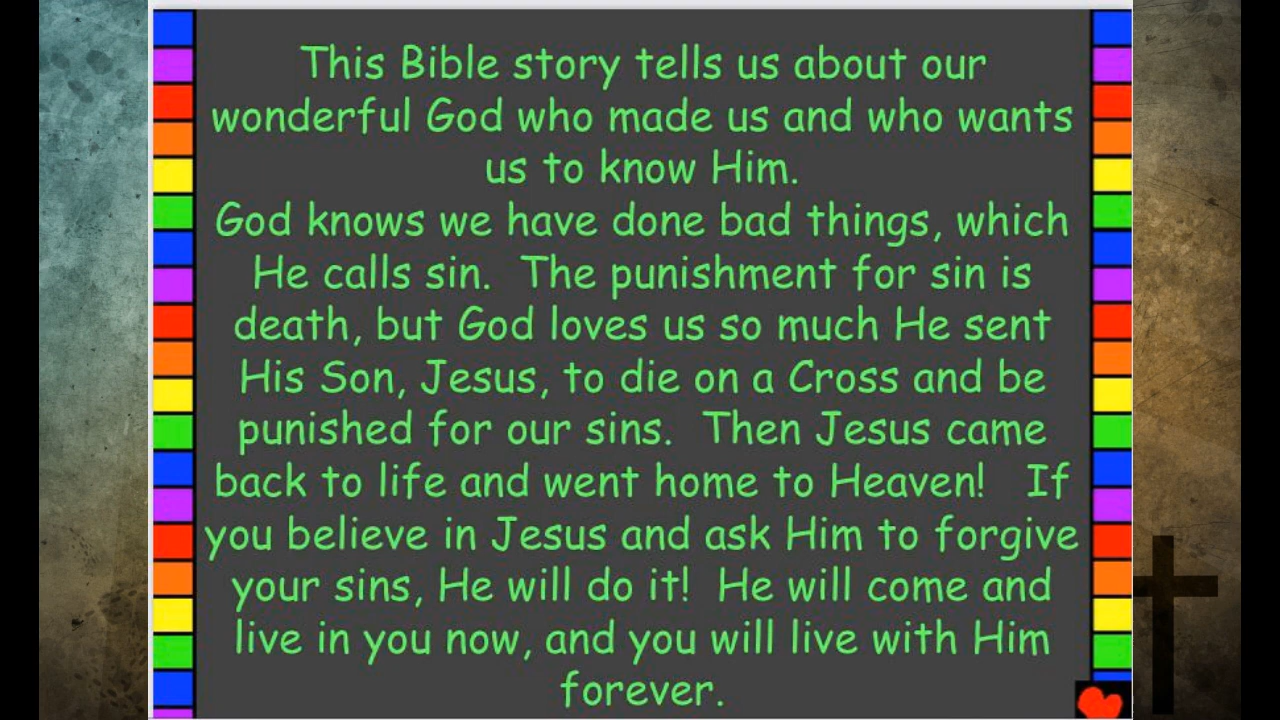 This Bible story tells us about our
wonderful God who made us and who wants
us to know Him.
God knows we have done bad things, which
He calls sin.  The punishment for sin is
death, but God loves us so much He sent
His Son, Jesus, to die on a Cross and be
punished for our sins.  Then Jesus came
back to life and went home to Heaven!   If
you believe in Jesus and ask Him to forgive
your sins, He will do it!  He will come and
live in you now, and you will live with Him
forever.